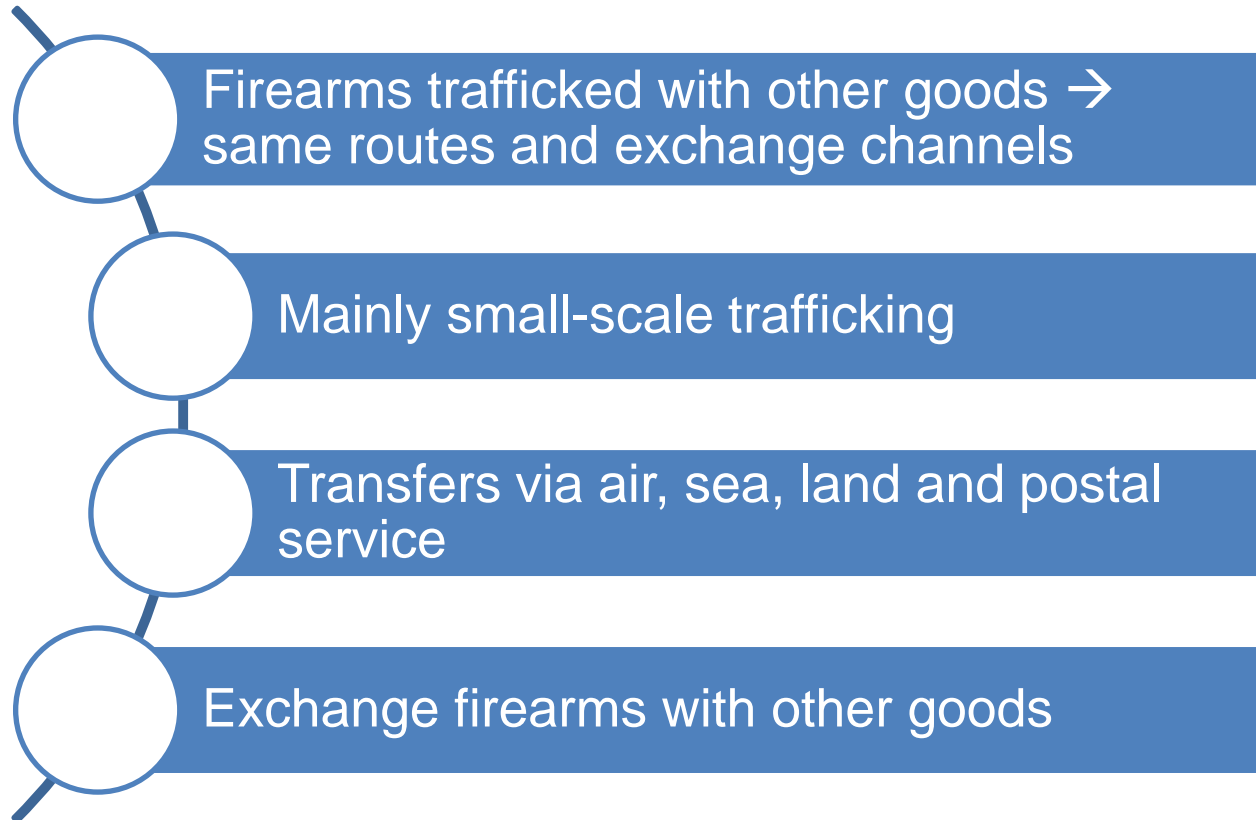 Firearms trafficked with other goods →
same routes and exchange channels
Mainly small-scale trafficking
Transfers via air, sea, land and postal
service
Exchange firearms with other goods